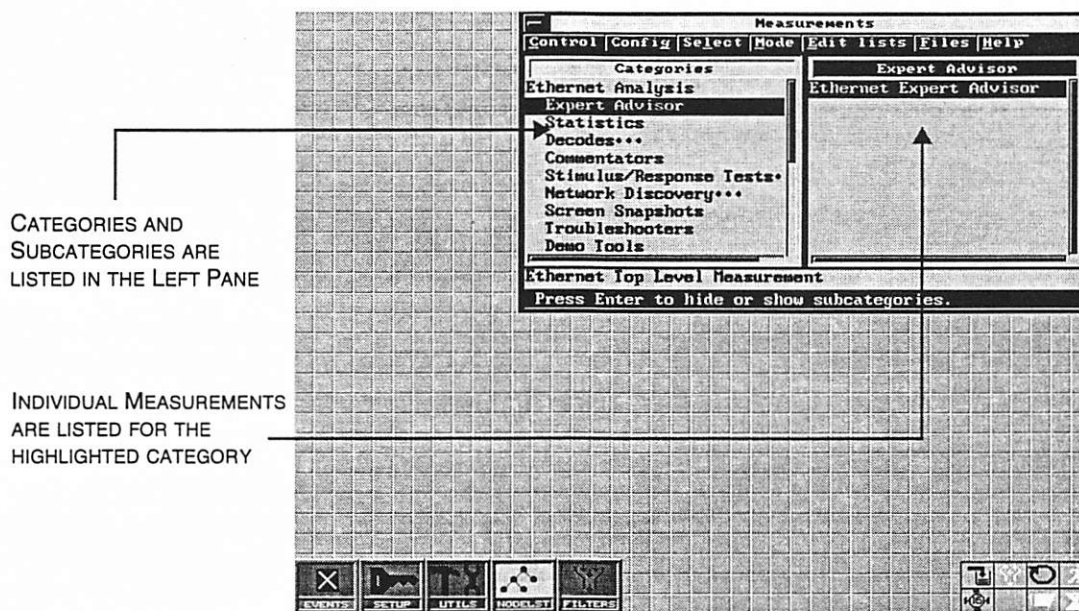 Measurements
Control Config Select Mode Edit lists Files Help
Categories
Ethernet Analysis
Expert Advisor
Statistics
Decodes•••
Commentators
Stimulus/Response Tests•
Network Discovery•••
Screen Snapshots
Troubleshooters
Demo Tools
Expert Advisor
Ethernet Expert Advisor
Ethernet Top Level Measurement
Press Enter to hide or show subcategories.
CATEGORIES AND
SUBCATEGORIES ARE
LISTED IN THE LEFT PANE
INDIVIDUAL MEASUREMENTS
ARE LISTED FOR THE
HIGHLIGHTED CATEGORY
EVENTS
SETUP
UTILS
NODELST
FILTERS